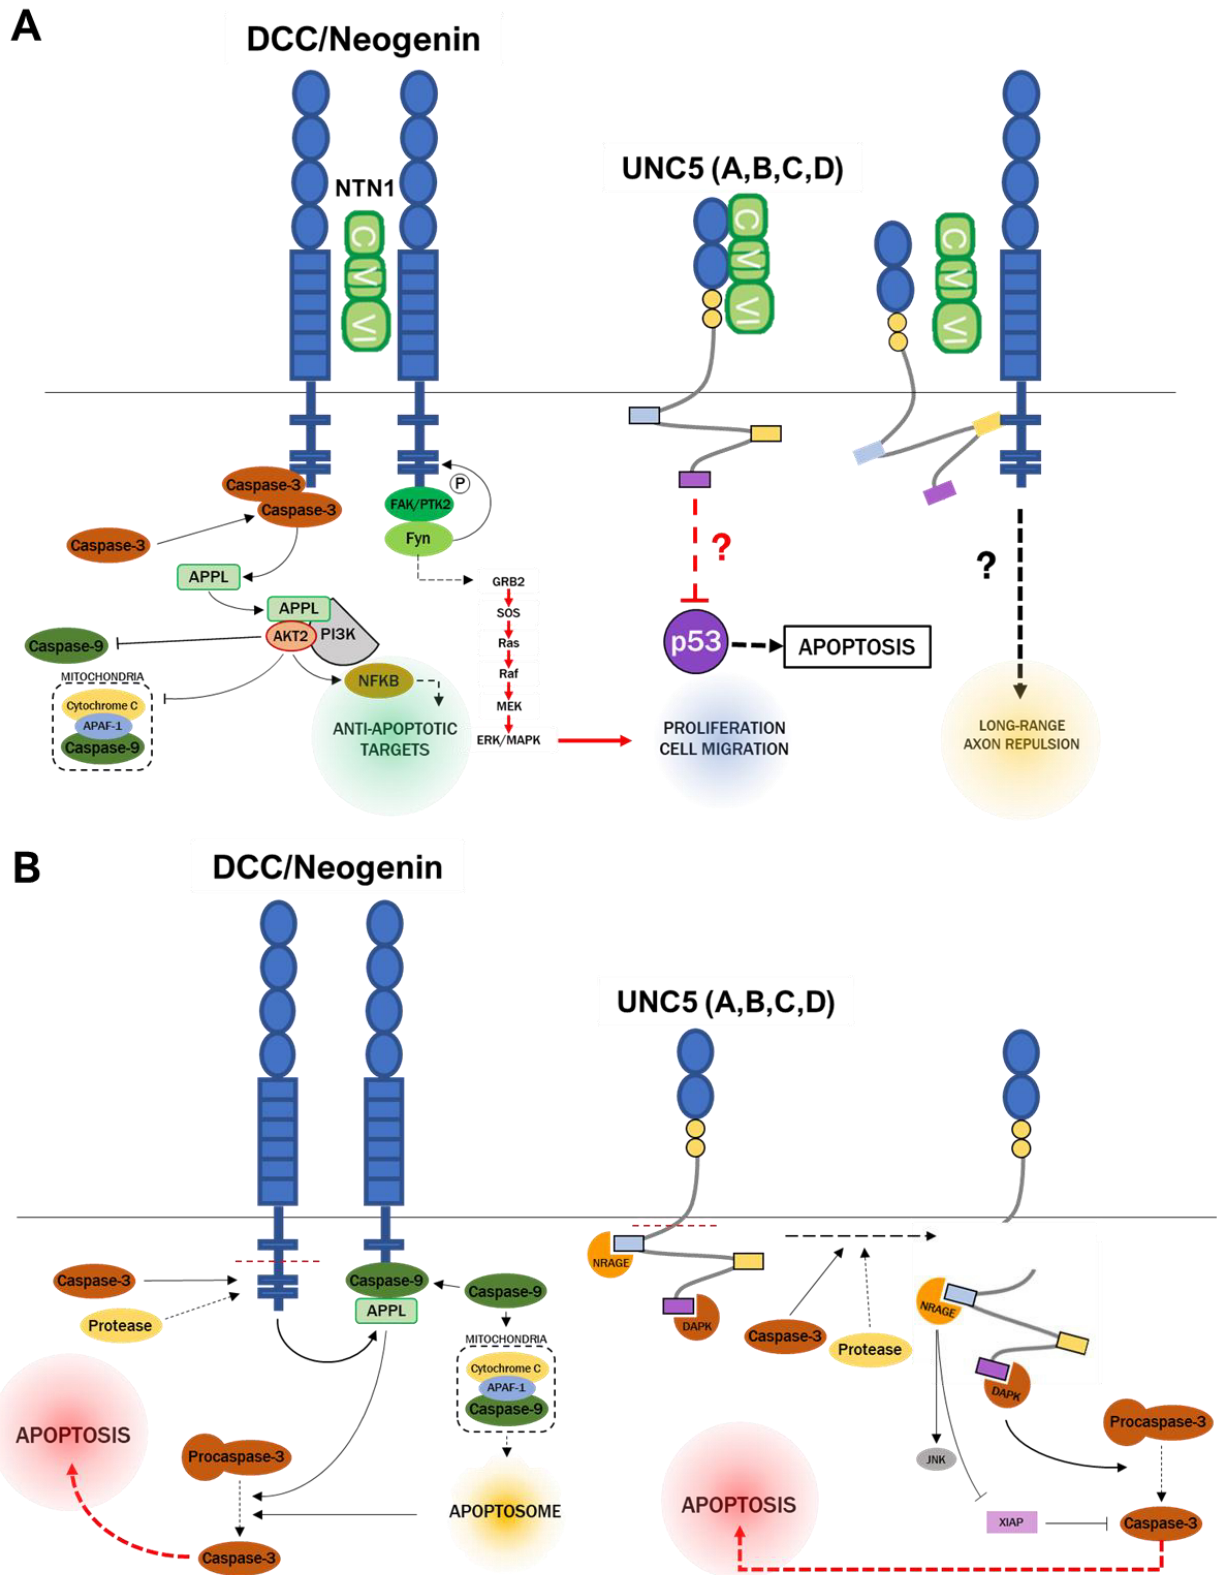 A
DCC/Neogenin
NTN1
C
V
VI
UNC5 (A,B,C,D)
C
V
VI
C
V
VI
Caspase-3
Caspase-3
Caspase-3
P
FAK/PTK2
Fyn
APPL
APPL
AKT2
PI3K
Caspase-9
MITOCHONDRIA
Cytochrome C
APAF-1
Caspase-9
NFKB
ANTI-APOPTOTIC
TARGETS
GRB2
SOS
Ras
Raf
MEK
ERK/MAPK
?
p53
APOPTOSIS
PROLIFERATION
CELL MIGRATION
?
LONG-RANGE
AXON REPULSION
B
DCC/Neogenin
UNC5 (A,B,C,D)
Caspase-3
Protease
Caspase-9
APPL
Caspase-9
MITOCHONDRIA
Cytochrome C
APAF-1
Caspase-9
APOPTOSOME
APOPTOSIS
Procaspase-3
Caspase-3
NRAGE
DAPK
Caspase-3
Protease
NRAGE
DAPK
JNK
XIAP
Procaspase-3
Caspase-3
APOPTOSIS